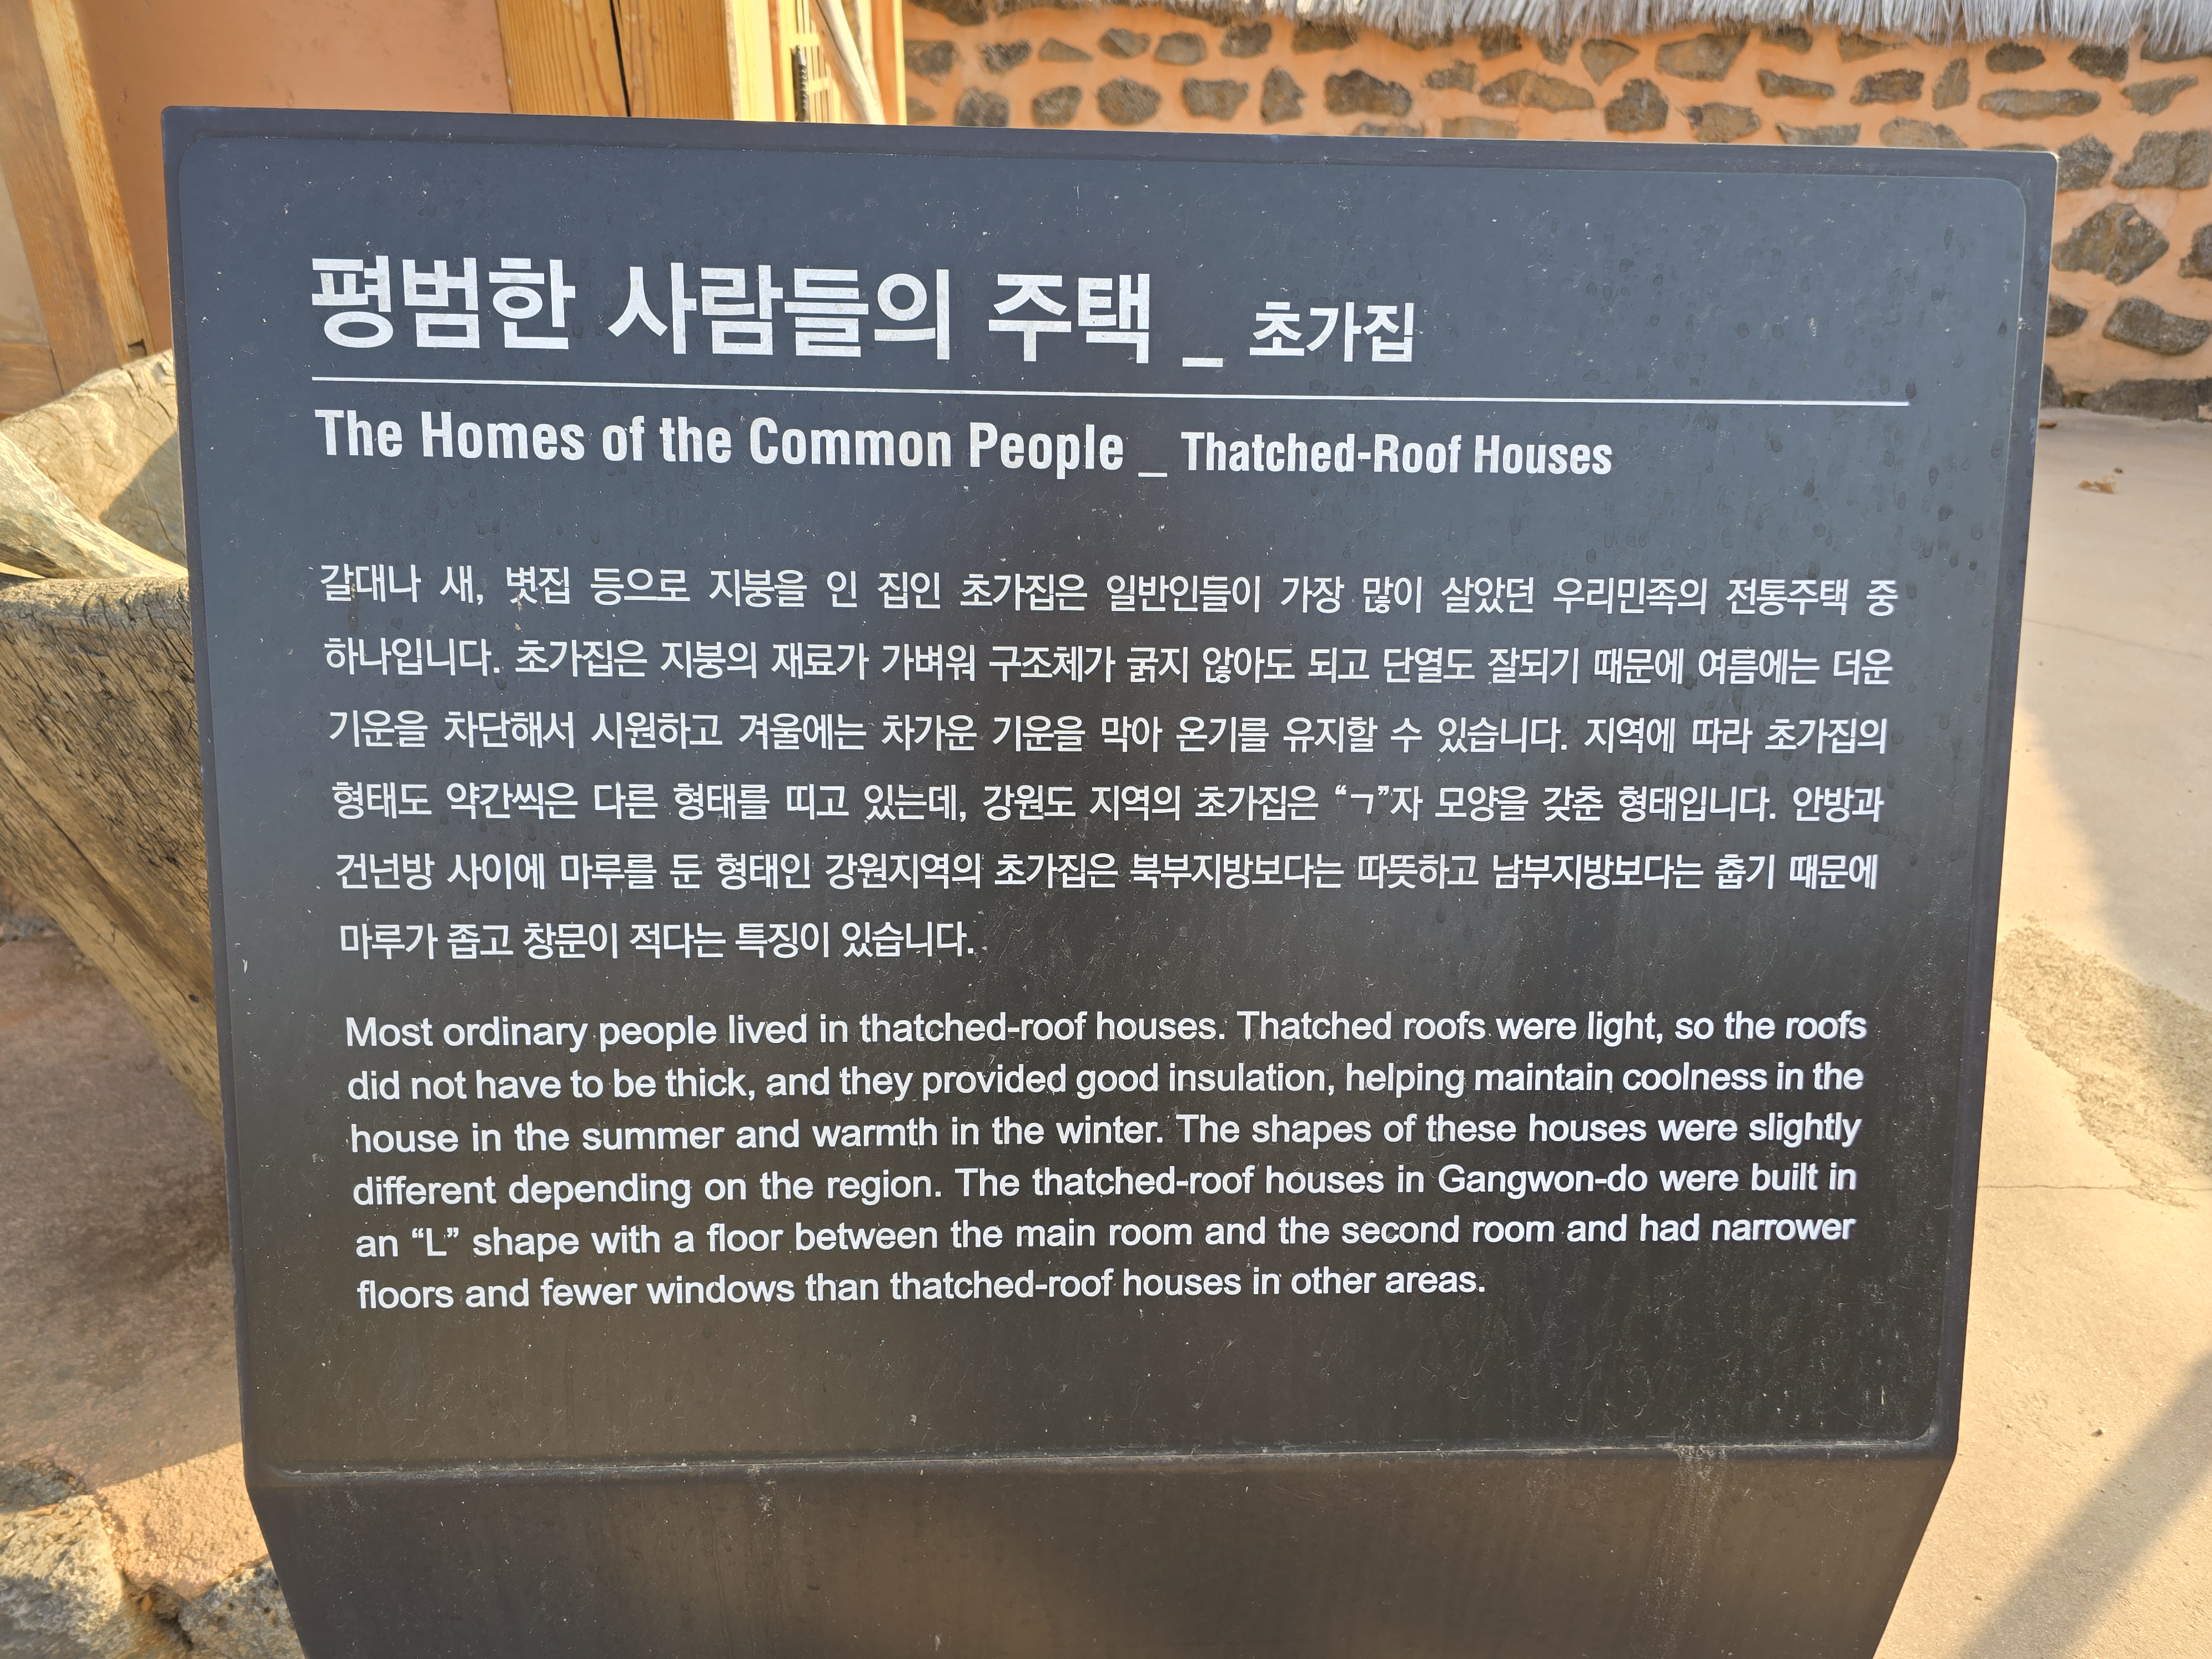 평범한 사람들의 주택 _ 초가집
The Homes of the Common People _ Thatched-Roof Houses
갈대나 새, 볏집 등으로 지붕을 인 집인 초가집은 일반인들이 가장 많이 살았던 우리민족의 전통주택 중
하나입니다. 초가집은 지붕의 재료가 가벼워 구조체가 굵지 않아도 되고 단열도 잘되기 때문에 여름에는 더운
기운을 차단해서 시원하고 겨울에는 차가운 기운을 막아 온기를 유지할 수 있습니다. 지역에 따라 초가집의
형태도 약간씩은 다른 형태를 띠고 있는데, 강원도 지역의 초가집은 “ㄱ”자 모양을 갖춘 형태입니다. 안방과
건넌방 사이에 마루를 둔 형태인 강원지역의 초가집은 북부지방보다는 따뜻하고 남부지방보다는 춥기 때문에
마루가 좁고 창문이 적다는 특징이 있습니다.
Most ordinary people lived in thatched-roof houses. Thatched roofs were light, so the roofs
did not have to be thick, and they provided good insulation, helping maintain coolness in the
house in the summer and warmth in the winter. The shapes of these houses were slightly
different depending on the region. The thatched-roof houses in Gangwon-do were built in
an “L” shape with a floor between the main room and the second room and had narrower
floors and fewer windows than thatched-roof houses in other areas.